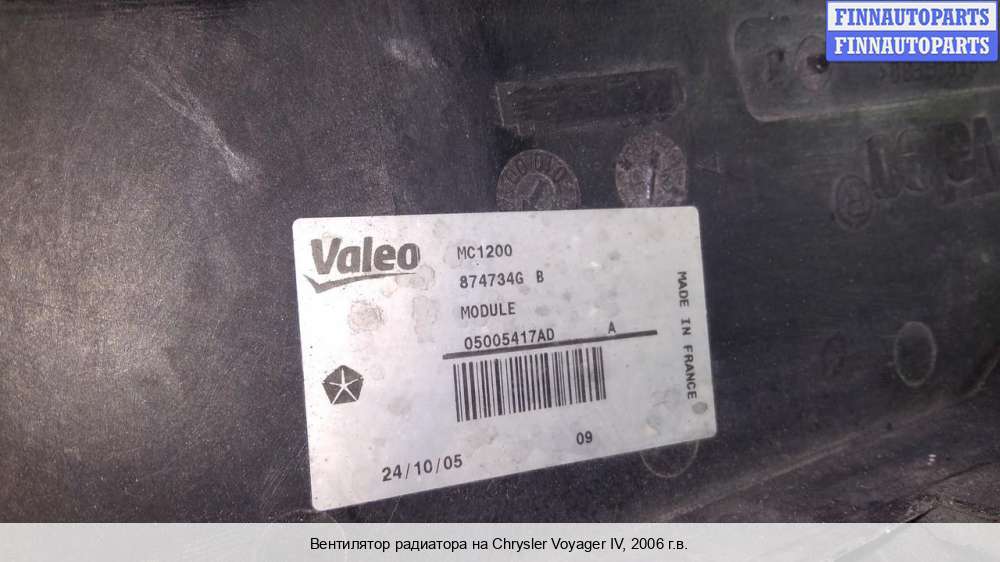 FINNAUTOPARTS
FINNAUTOPARTS
Valeo
Valeo MC1200
874734G B
MODULE
05005417AD A
MADE IN FRANCE
09
24/10/05
Вентилятор радиатора на Chrysler Voyager IV, 2006 г.в.